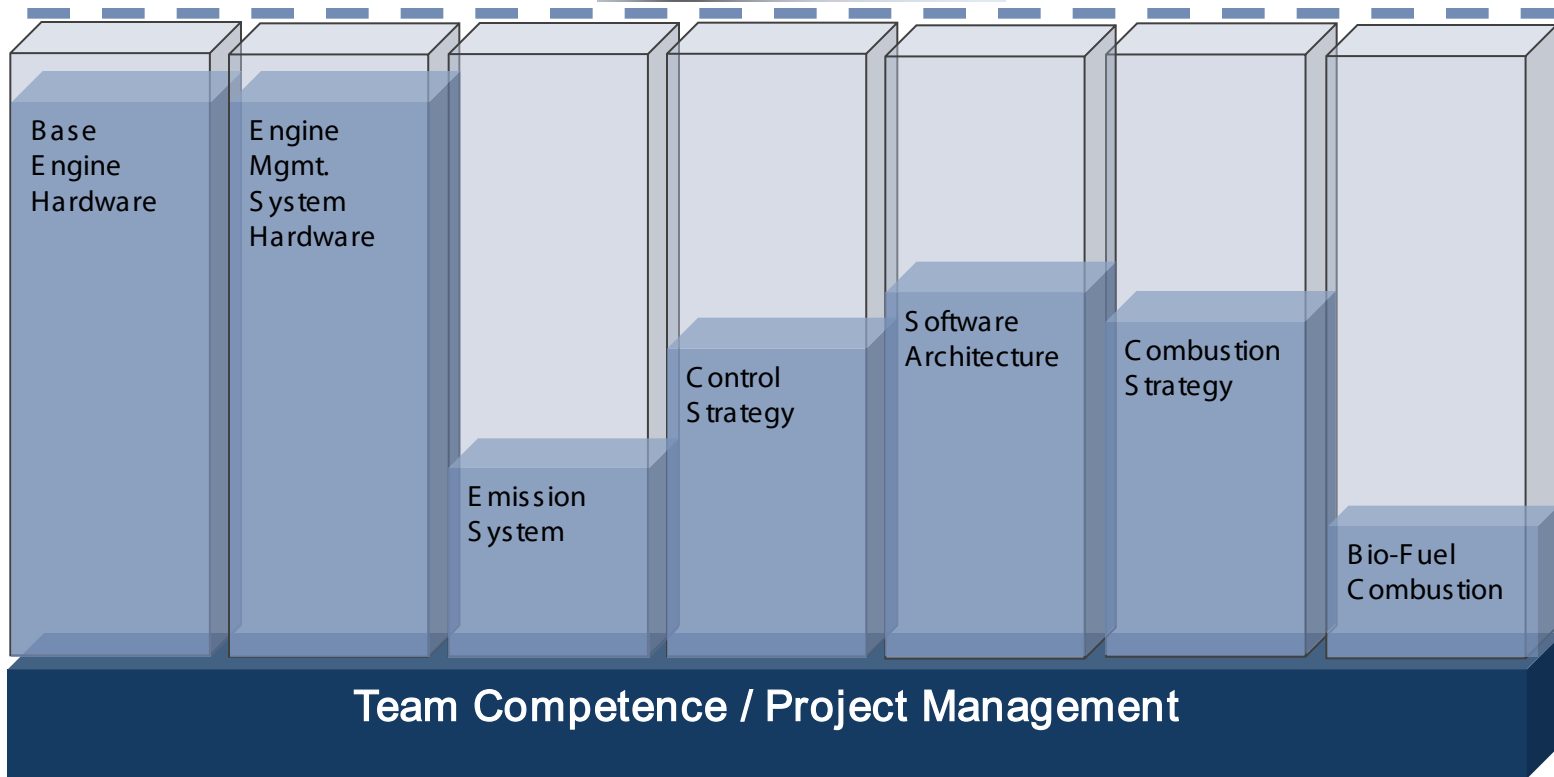 Base
Engine
Hardware
Engine
Mgmt.
System
Hardware
Emission
System
Control
Strategy
Software
Architecture
Combustion
Strategy
Bio-Fuel
Combustion
Team Competence / Project Management